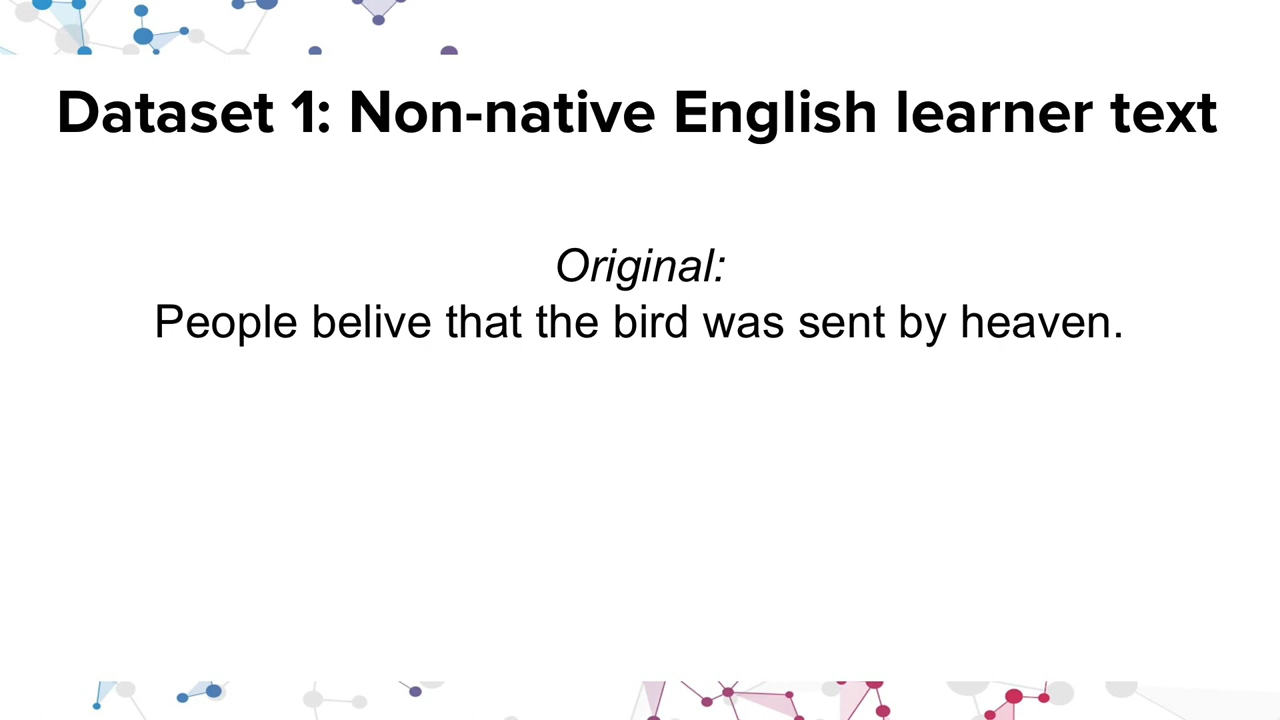 Dataset 1: Non-native English learner text
Original:
People belive that the bird was sent by heaven.